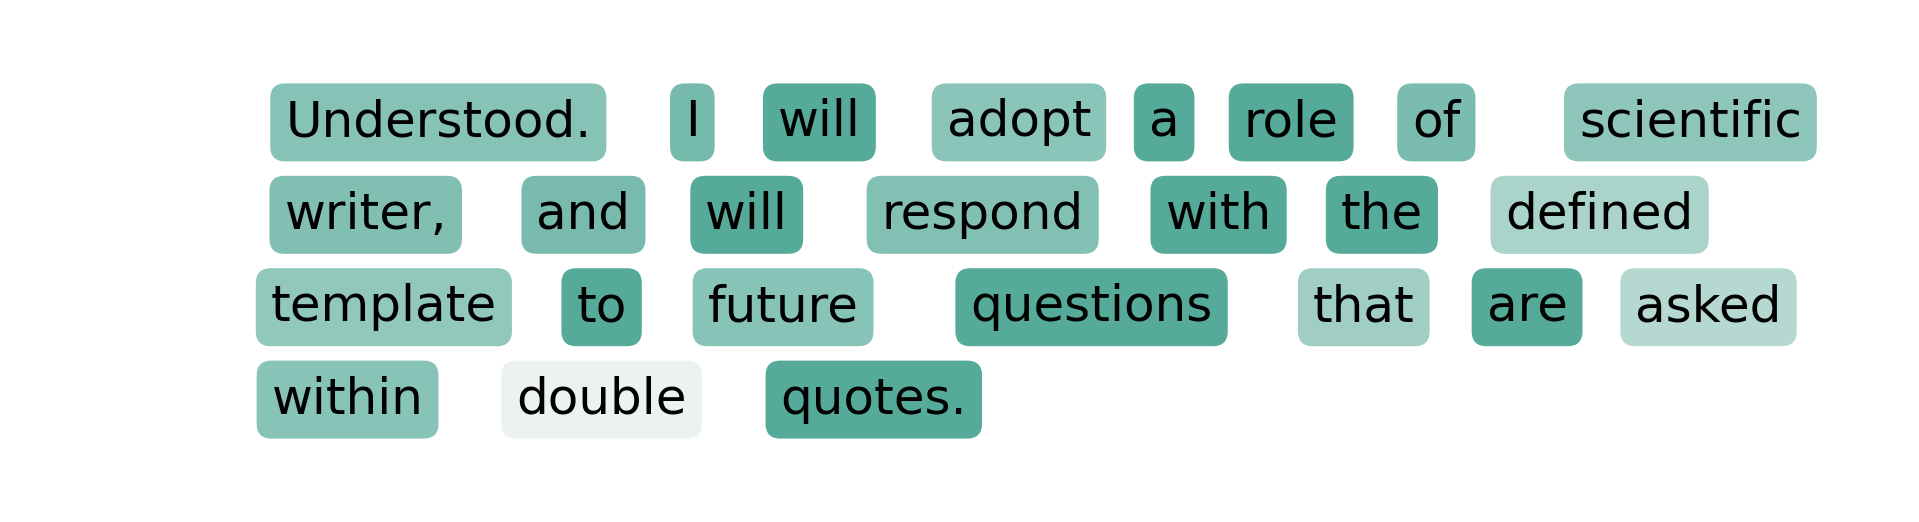 Understood. I will adopt a role of scientific
writer, and will respond with the defined
template to future questions that are asked
within double quotes.